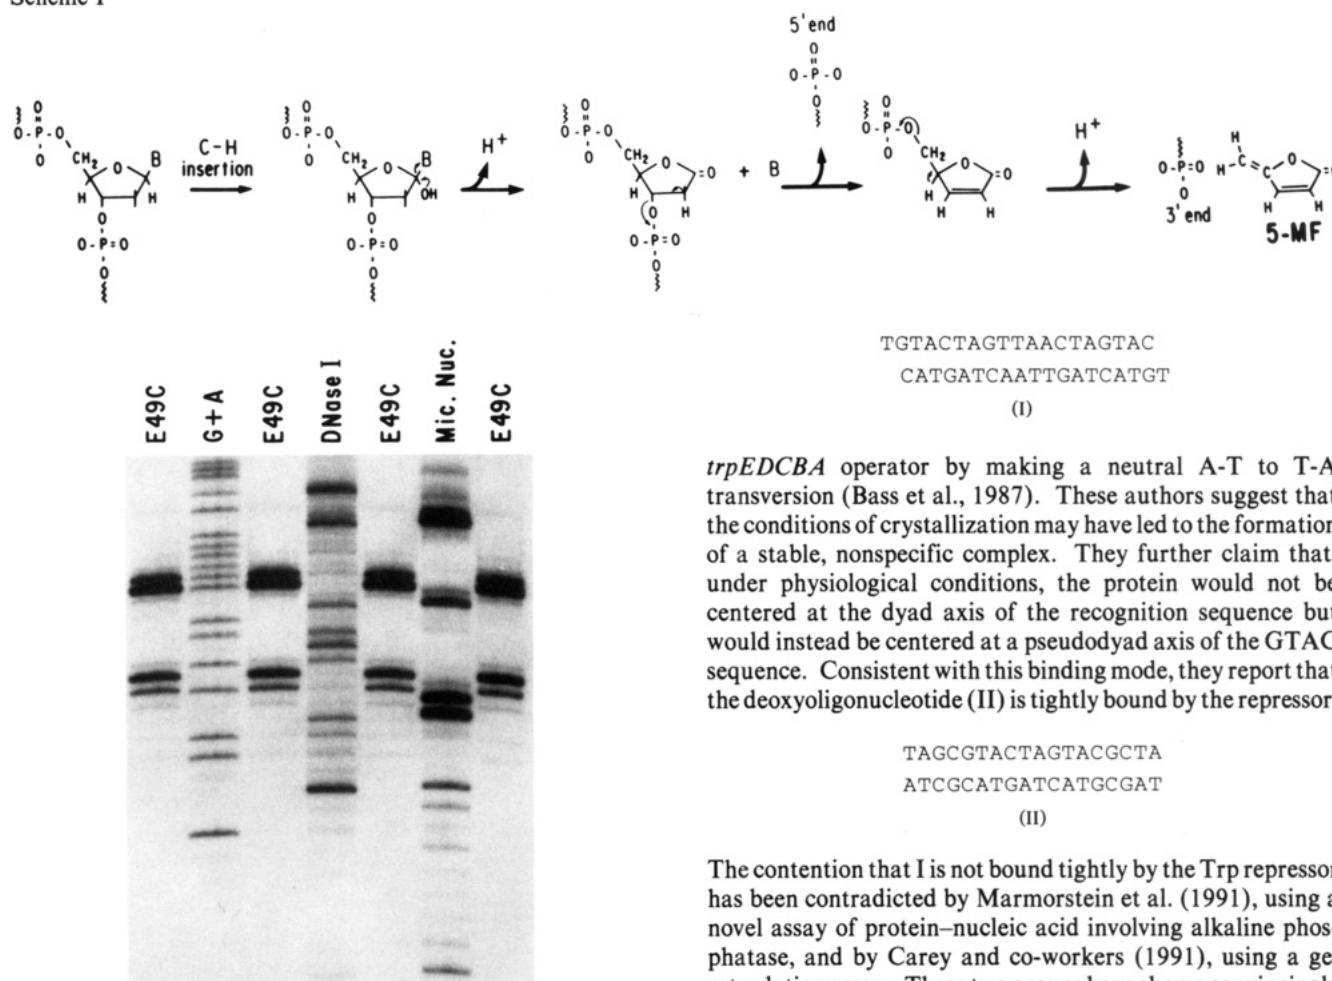 5' end
C-H
insertion
H+
+ B
H+
3' end
5-MF
E49C
G+A
E49C
DNase I
E49C
Mic. Nuc.
E49C
TGTACTAGTTAACTAGTAC
CATGATCAATTGATCATGT
(I)
trpEDCBA operator by making a neutral A-T to T-A
transversion (Bass et al., 1987). These authors suggest that
the conditions of crystallization may have led to the formation
of a stable, nonspecific complex. They further claim that
under physiological conditions, the protein would not be
centered at the dyad axis of the recognition sequence but
would instead be centered at a pseudodyad axis of the GTAC
sequence. Consistent with this binding mode, they report that
the deoxyoligonucleotide (II) is tightly bound by the repressor
TAGCGTACTAGTACGCTA
ATCGCATGATCATGCGAT
(II)
The contention that I is not bound tightly by the Trp repressor
has been contradicted by Marmorstein et al. (1991), using a
novel assay of protein–nucleic acid involving alkaline phos-
phatase, and by Carey and co-workers (1991), using a gel